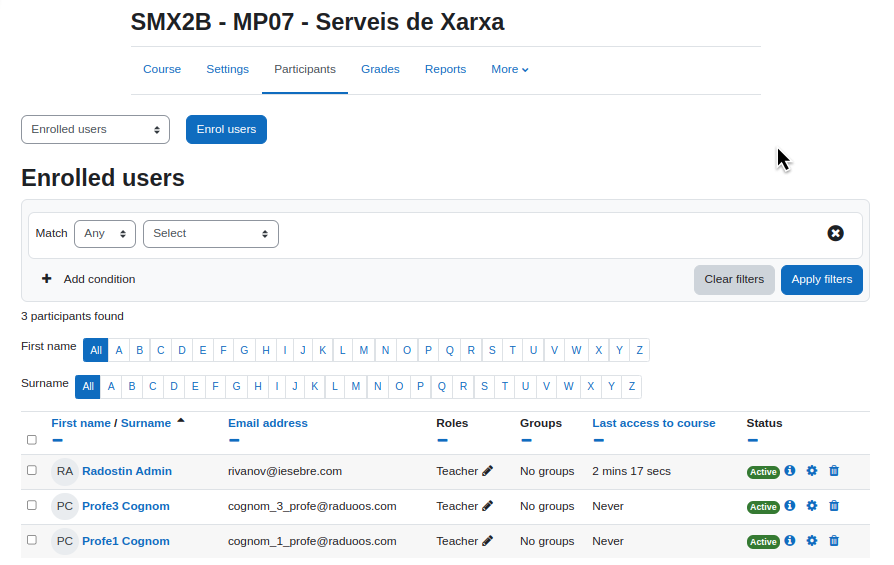 SMX2B - MP07 - Serveis de Xarxa
Course Settings Participants Grades Reports More
Enrolled users Enrol users
Enrolled users
Match Any Select
Add condition Clear filters Apply filters
3 participants found
First name All A B C D E F G H I J K L M N O P Q R S T U V W X Y Z
Surname All A B C D E F G H I J K L M N O P Q R S T U V W X Y Z
First name / Surname Email address Roles Groups Last access to course Status
RA Radostin Admin rivanov@iesebre.com Teacher No groups 2 mins 17 secs Active
PC Profe3 Cognom cognom_3_profe@raduoos.com Teacher No groups Never Active
PC Profe1 Cognom cognom_1_profe@raduoos.com Teacher No groups Never Active